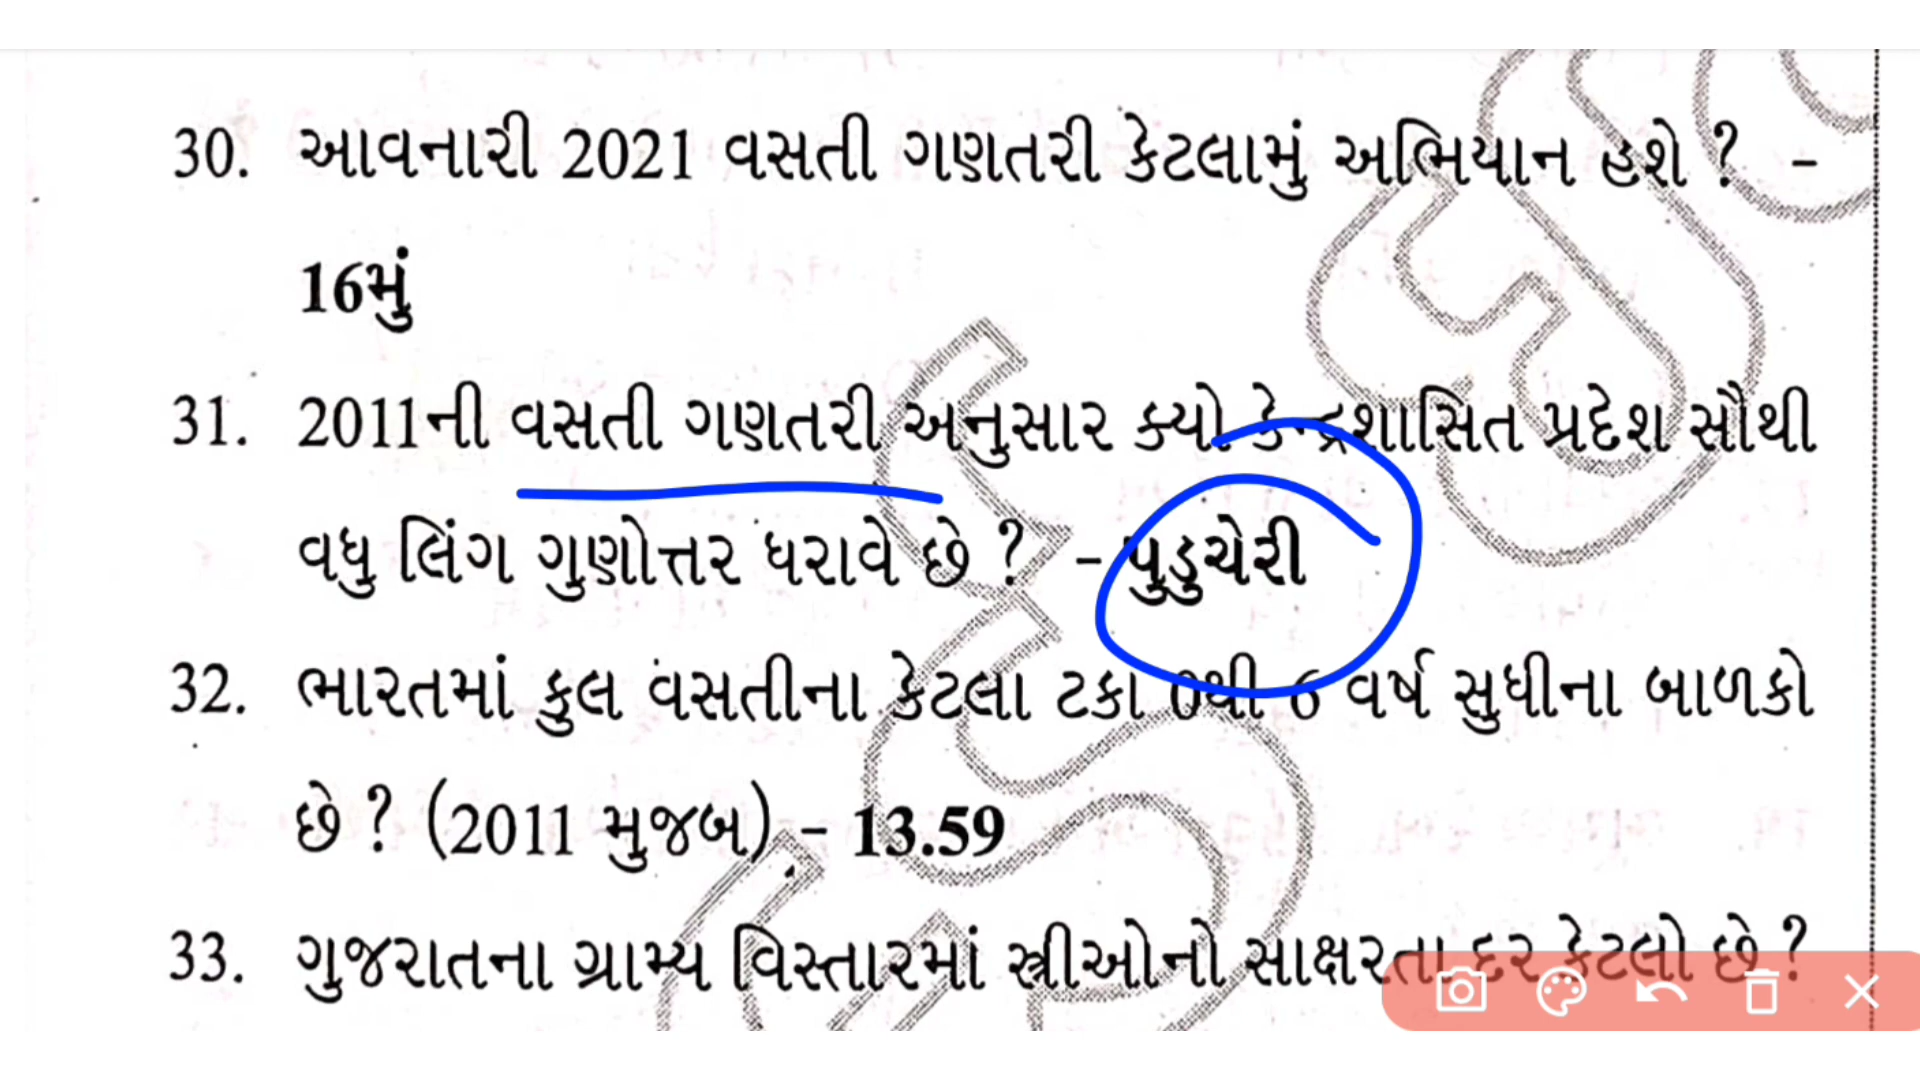 30. આવનારી 2021 વસતી ગણતરી કેટલામું અભિયાન હશે ? -
16મું
31. 2011ની વસતી ગણતરી અનુસાર ક્યો કેન્દ્રશાસિત પ્રદેશ સૌથી
વધુ લિંગ ગુણોત્તર ધરાવે છે ? - પુડુચેરી
32. ભારતમાં કુલ વસતીના કેટલા ટકા 0થી 6 વર્ષ સુધીના બાળકો
છે ? (2011 મુજબ) - 13.59
33. ગુજરાતના ગ્રામ્ય વિસ્તારમાં સ્ત્રીઓનો સાક્ષરતા દર કેટલો છે ?